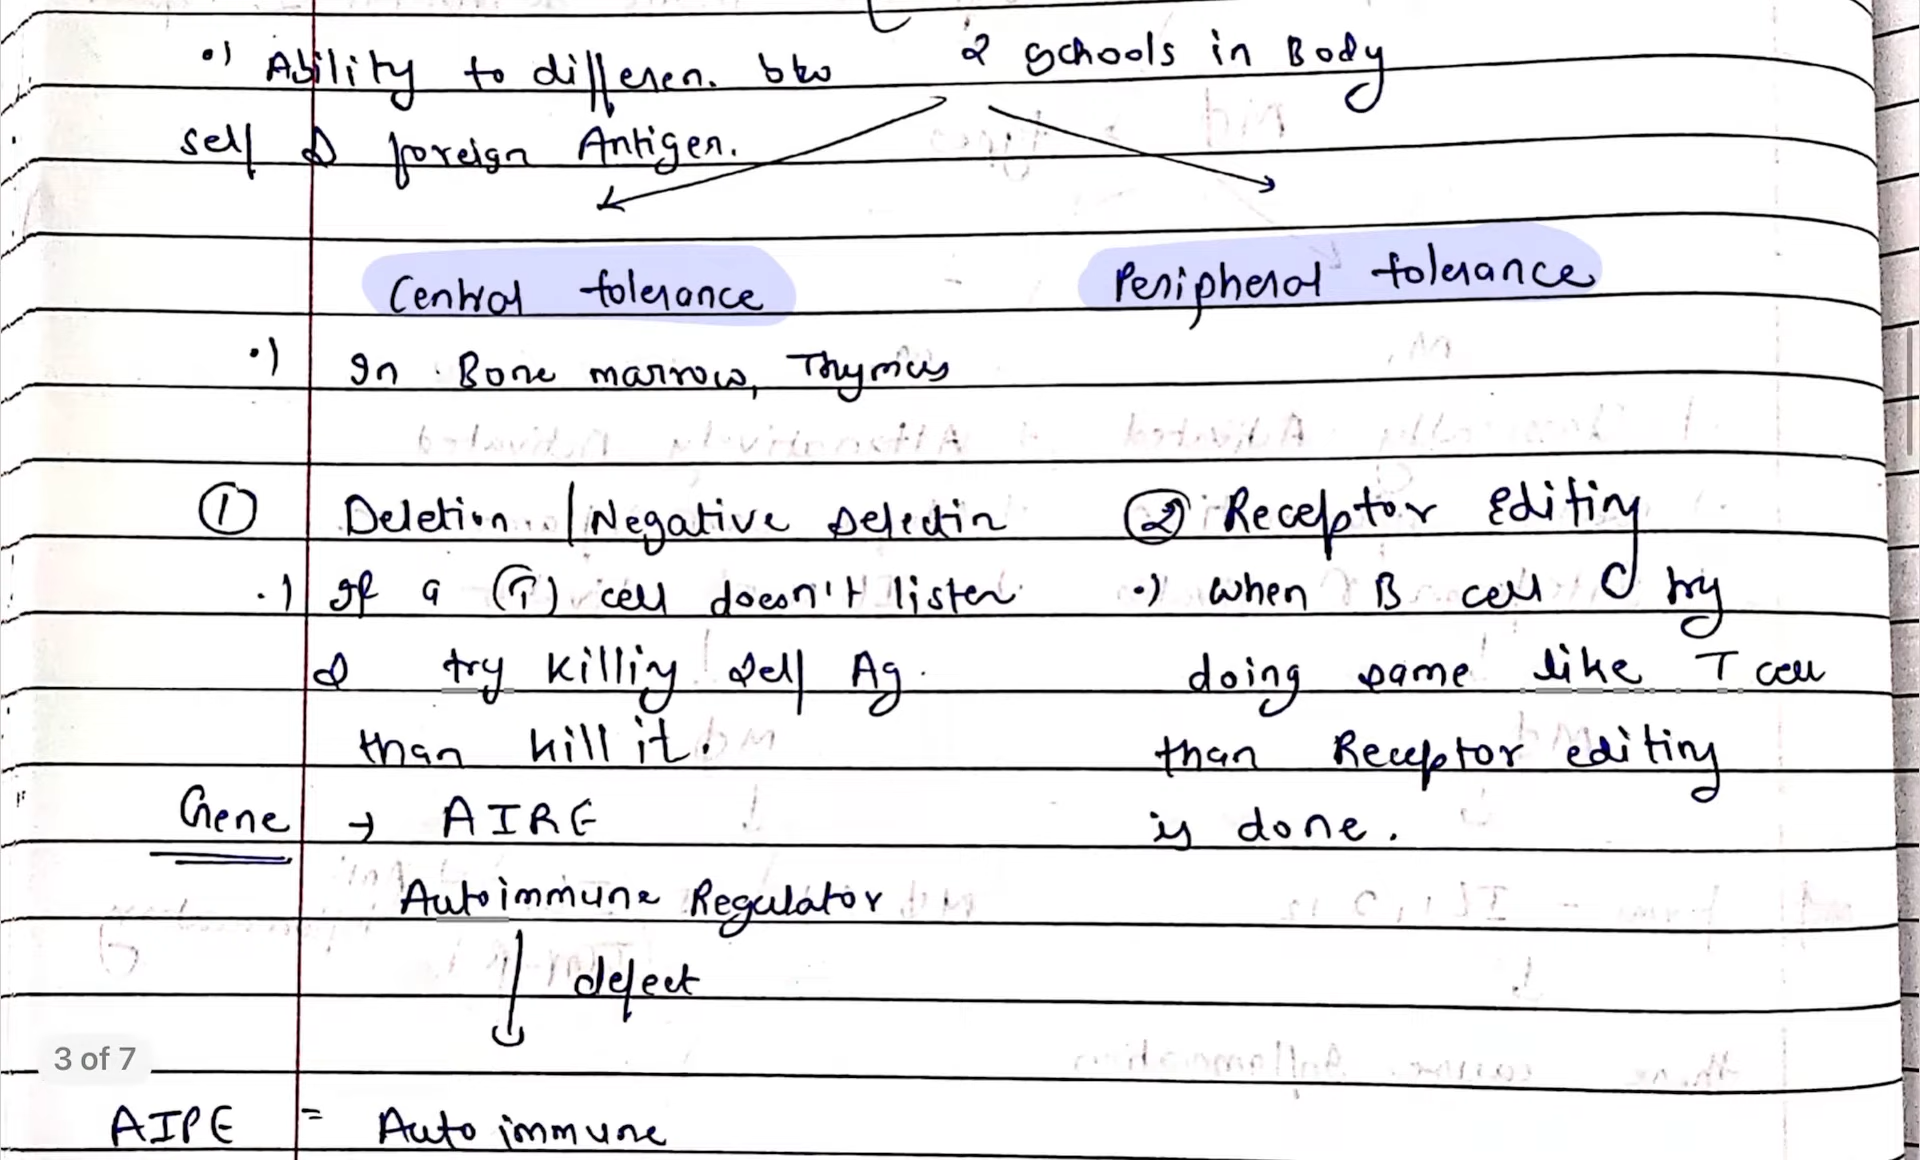 •) Ability to differen. btw
self & foreign Antigen.
2 schools in Body
Central tolerance
Peripheral tolerance
•) In Bone marrow, Thymus
① Deletion / Negative selectin
•) If a Ⓣ cell doesn't listen
& try killing self Ag.
than kill it.
Gene → AIRE
Autoimmune Regulator
↓ defect
② Receptor editing
•) when B cell try
doing same like T cell
than Receptor editing
is done.
3 of 7
AIPE = Auto immune